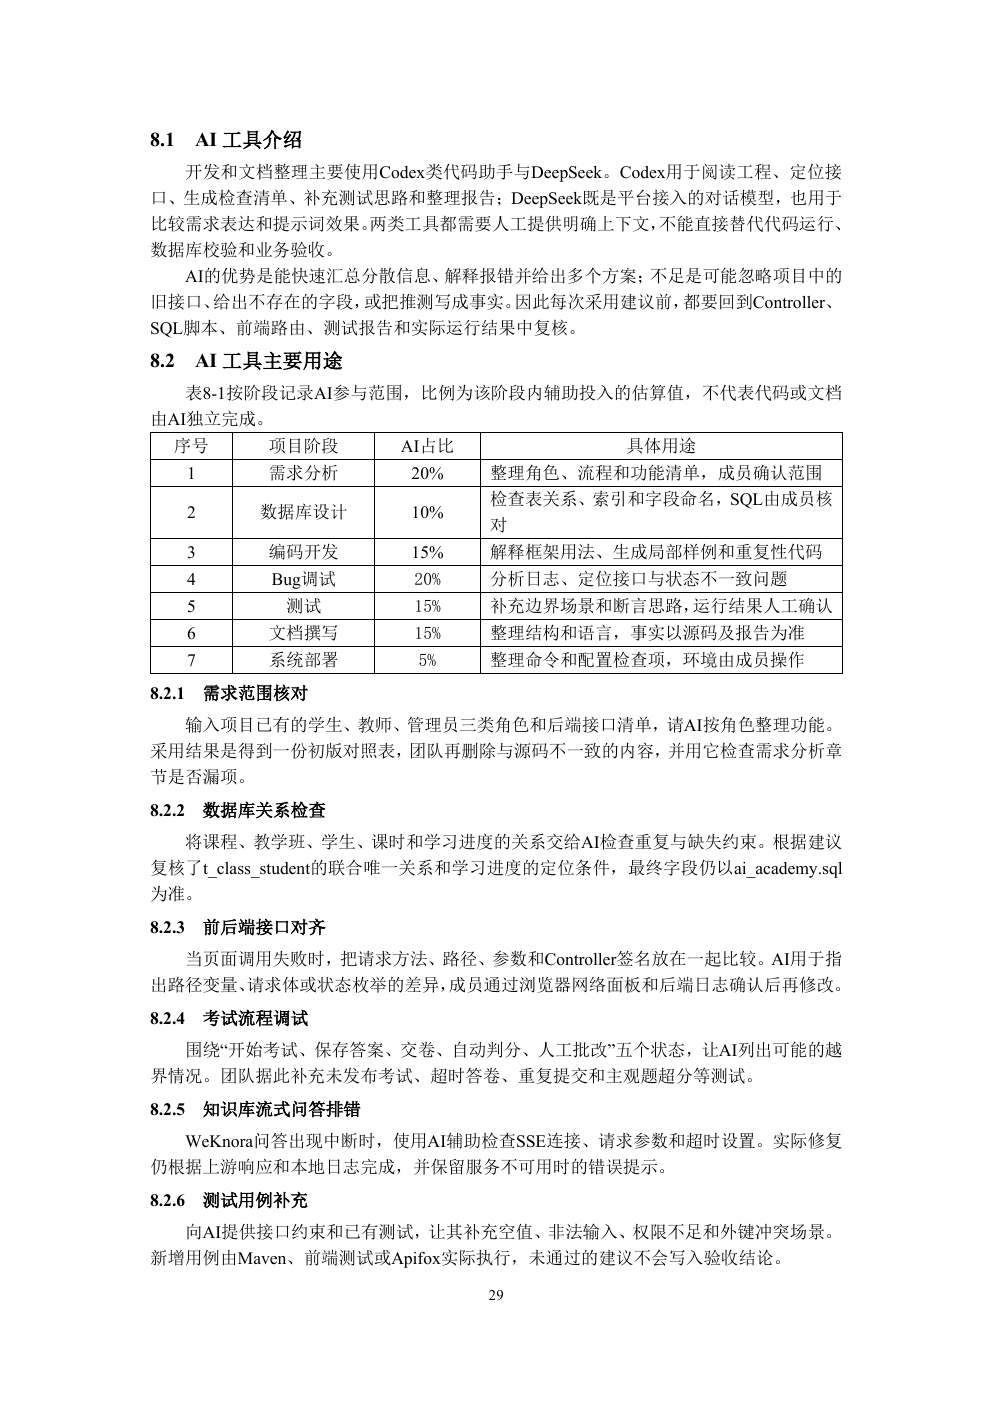 8.1 AI 工具介绍
开发和文档整理主要使用Codex类代码助手与DeepSeek。Codex用于阅读工程、定位接
口、生成检查清单、补充测试思路和整理报告；DeepSeek既是平台接入的对话模型，也用于
比较需求表达和提示词效果。两类工具都需要人工提供明确上下文，不能直接替代代码运行、
数据库校验和业务验收。
AI的优势是能快速汇总分散信息、解释报错并给出多个方案；不足是可能忽略项目中的
旧接口、给出不存在的字段，或把推测写成事实。因此每次采用建议前，都要回到Controller、
SQL脚本、前端路由、测试报告和实际运行结果中复核。
8.2 AI 工具主要用途
表8-1按阶段记录AI参与范围，比例为该阶段内辅助投入的估算值，不代表代码或文档
由AI独立完成。
序号 项目阶段 AI占比 具体用途
1 需求分析 20% 整理角色、流程和功能清单，成员确认范围
2 数据库设计 10% 检查表关系、索引和字段命名，SQL由成员核
对
3 编码开发 15% 解释框架用法、生成局部样例和重复性代码
4 Bug调试 20% 分析日志、定位接口与状态不一致问题
5 测试 15% 补充边界场景和断言思路，运行结果人工确认
6 文档撰写 15% 整理结构和语言，事实以源码及报告为准
7 系统部署 5% 整理命令和配置检查项，环境由成员操作
8.2.1 需求范围核对
输入项目已有的学生、教师、管理员三类角色和后端接口清单，请AI按角色整理功能。
采用结果是得到一份初版对照表，团队再删除与源码不一致的内容，并用它检查需求分析章
节是否漏项。
8.2.2 数据库关系检查
将课程、教学班、学生、课时和学习进度的关系交给AI检查重复与缺失约束。根据建议
复核了t_class_student的联合唯一关系和学习进度的定位条件，最终字段仍以ai_academy.sql
为准。
8.2.3 前后端接口对齐
当页面调用失败时，把请求方法、路径、参数和Controller签名放在一起比较。AI用于指
出路径变量、请求体或状态枚举的差异，成员通过浏览器网络面板和后端日志确认后再修改。
8.2.4 考试流程调试
围绕“开始考试、保存答案、交卷、自动判分、人工批改”五个状态，让AI列出可能的越
界情况。团队据此补充未发布考试、超时答卷、重复提交和主观题超分等测试。
8.2.5 知识库流式问答排错
WeKnora问答出现中断时，使用AI辅助检查SSE连接、请求参数和超时设置。实际修复
仍根据上游响应和本地日志完成，并保留服务不可用时的错误提示。
8.2.6 测试用例补充
向AI提供接口约束和已有测试，让其补充空值、非法输入、权限不足和外键冲突场景。
新增用例由Maven、前端测试或Apifox实际执行，未通过的建议不会写入验收结论。
29